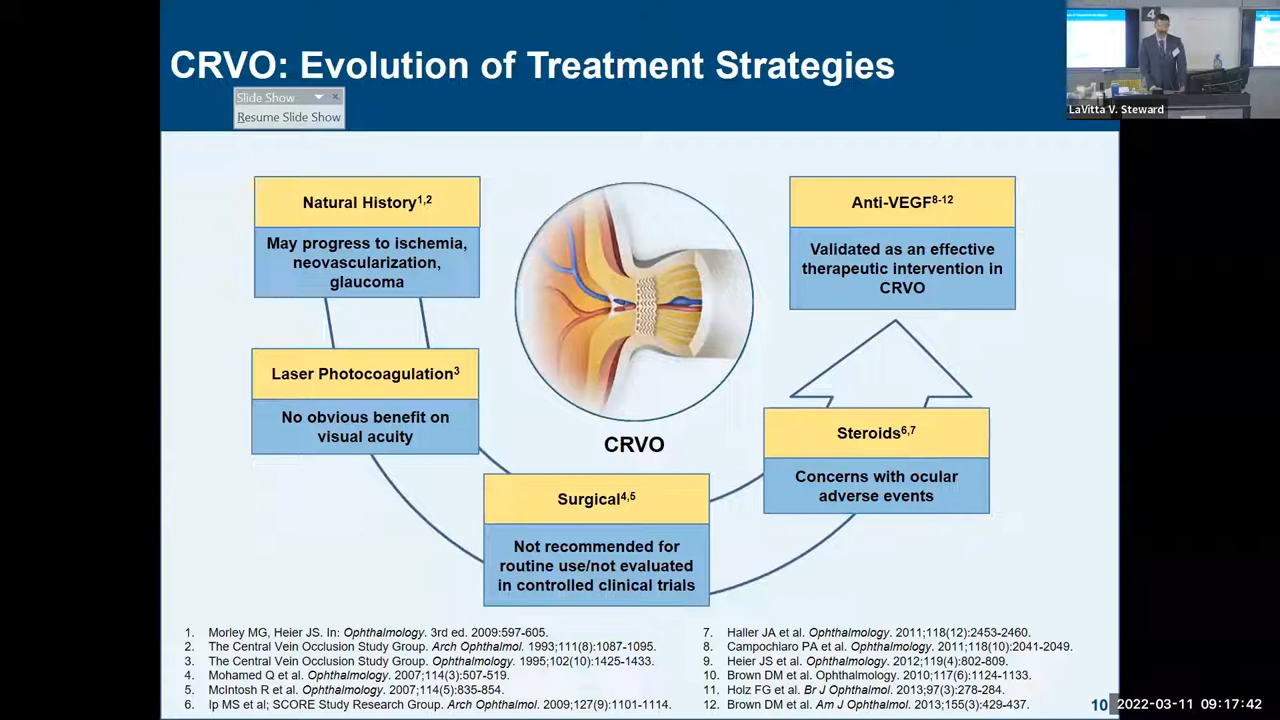 CRVO: Evolution of Treatment Strategies
Slide Show
Resume Slide Show
4
LaVitta V. Steward
Natural History1,2
May progress to ischemia,
neovascularization,
glaucoma
Laser Photocoagulation3
No obvious benefit on
visual acuity
Surgical4,5
Not recommended for
routine use/not evaluated
in controlled clinical trials
CRVO
Steroids6,7
Concerns with ocular
adverse events
Anti-VEGF8-12
Validated as an effective
therapeutic intervention in
CRVO
1. Morley MG, Heier JS. In: Ophthalmology. 3rd ed. 2009:597-605.
2. The Central Vein Occlusion Study Group. Arch Ophthalmol. 1993;111(8):1087-1095.
3. The Central Vein Occlusion Study Group. Ophthalmology. 1995;102(10):1425-1433.
4. Mohamed Q et al. Ophthalmology. 2007;114(3):507-519.
5. McIntosh R et al. Ophthalmology. 2007;114(5):835-854.
6. Ip MS et al; SCORE Study Research Group. Arch Ophthalmol. 2009;127(9):1101-1114.
7. Haller JA et al. Ophthalmology. 2011;118(12):2453-2460.
8. Campochiaro PA et al. Ophthalmology. 2011;118(10):2041-2049.
9. Heier JS et al. Ophthalmology. 2012;119(4):802-809.
10. Brown DM et al. Ophthalmology. 2010;117(6):1124-1133.
11. Holz FG et al. Br J Ophthalmol. 2013;97(3):278-284.
12. Brown DM et al. Am J Ophthalmol. 2013;155(3):429-437.
10
2022-03-11 09:17:42